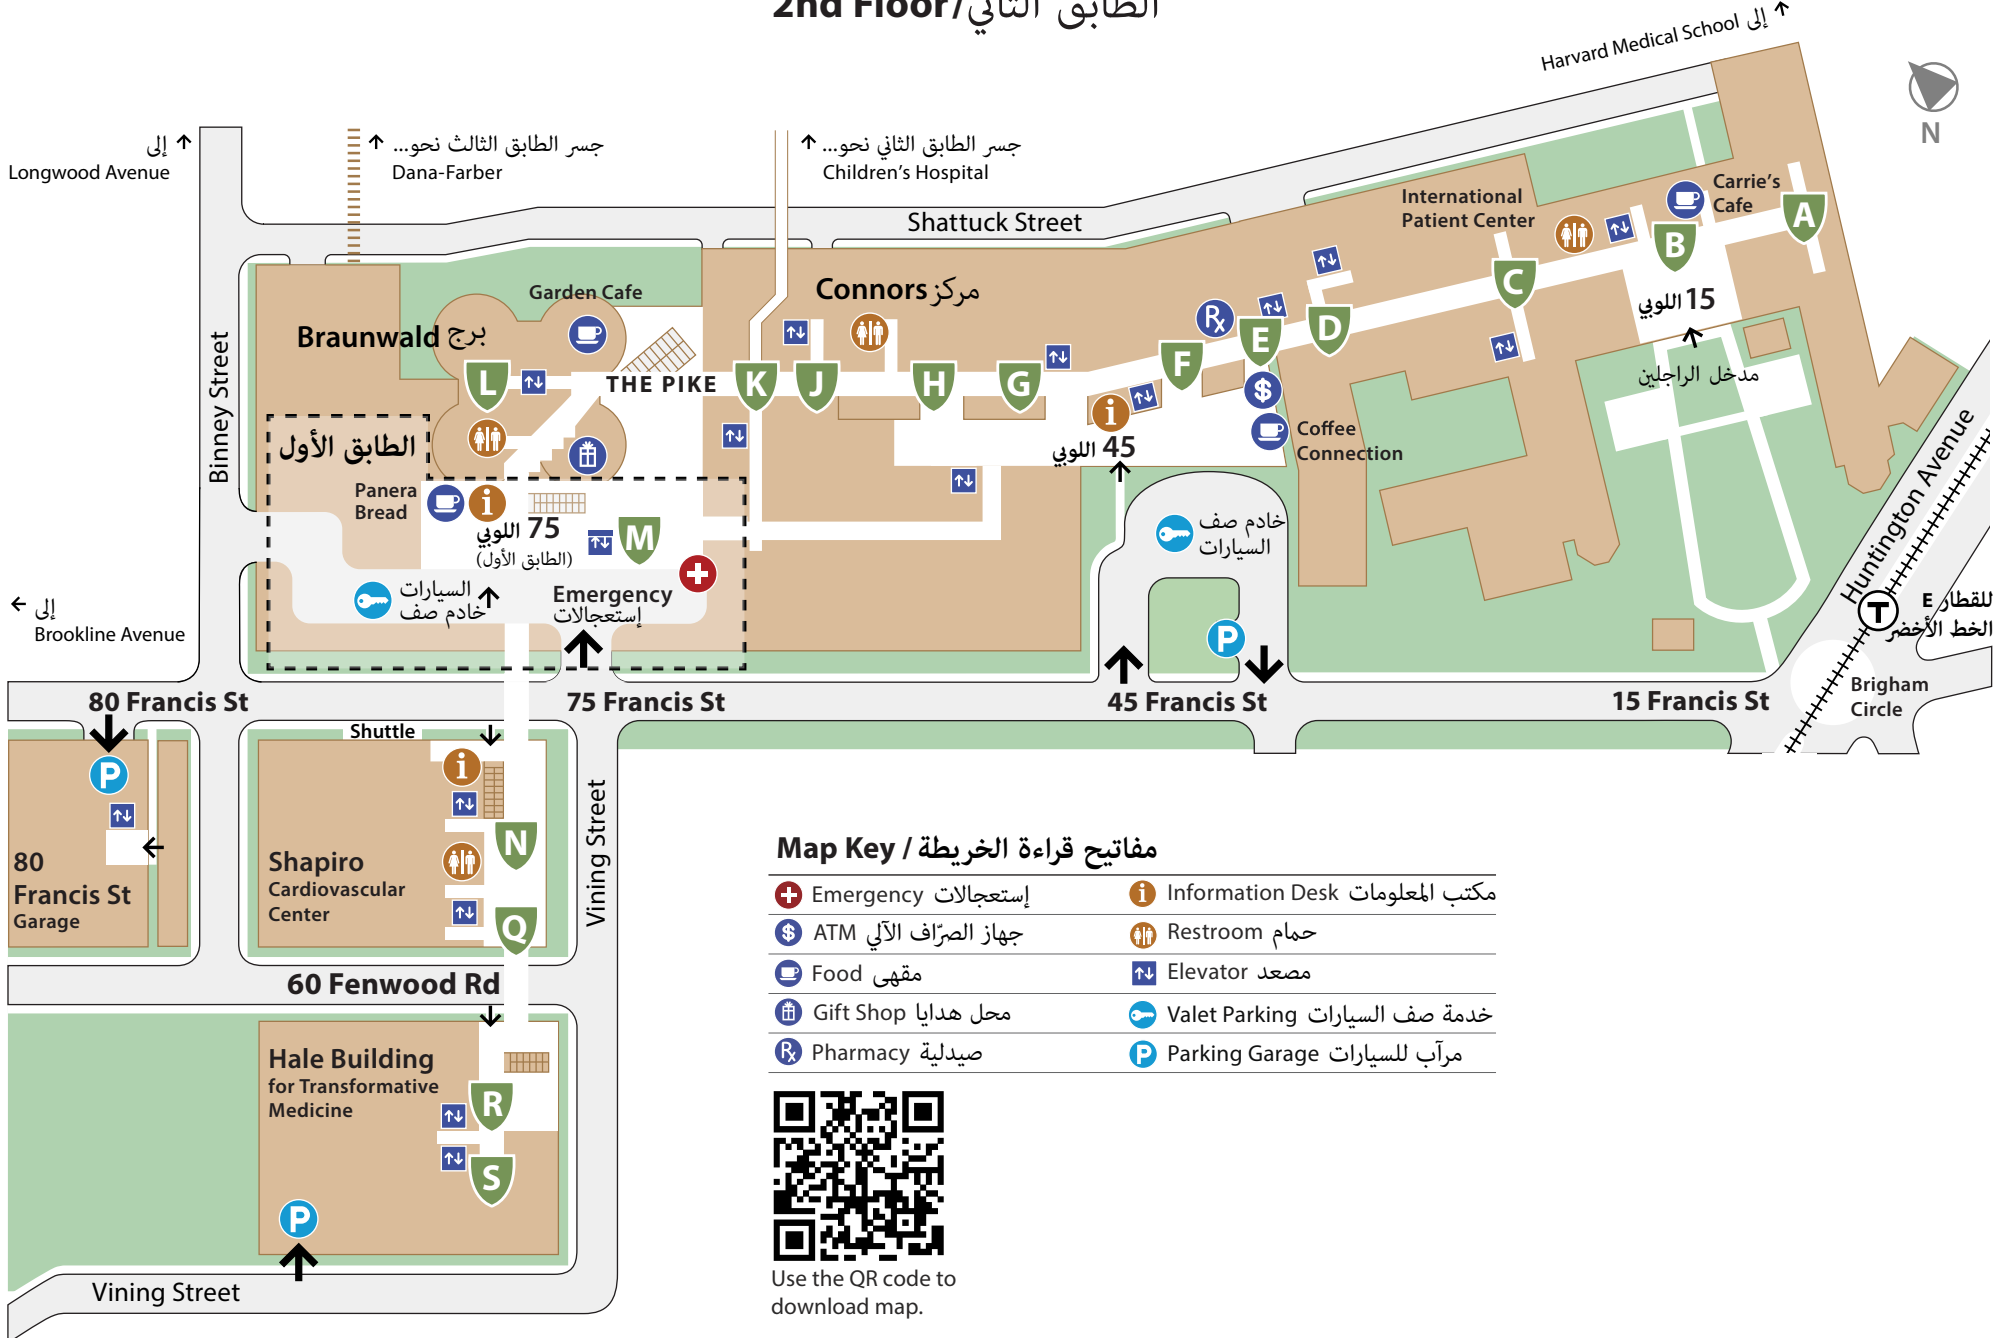 2nd Floor/الطابق الثاني
Harvard Medical School إلى
N
إلى
Longwood Avenue
جسر الطابق الثالث نحو...
Dana-Farber
جسر الطابق الثاني نحو...
Children's Hospital
Shattuck Street
International
Patient Center
Carrie's
Cafe
A
B
C
D
E
F
G
H
J
K
L
M
Garden Cafe
Braunwald برج
Connors مركز
THE PIKE
15 اللوبي
مدخل الراجلين
45 اللوبي
Coffee
Connection
Binney Street
الطابق الأول
Panera
Bread
75 اللوبي
(الطابق الأول)
السيارات
خادم صف
Emergency
إستعجالات
خادم صف
السيارات
Huntington Avenue
T
للقطار E
الخط الأخضر
Brigham
Circle
إلى
Brookline Avenue
80 Francis St
75 Francis St
45 Francis St
15 Francis St
P
Shuttle
P
80
Francis St
Garage
Shapiro
Cardiovascular
Center
N
Q
Vining Street
60 Fenwood Rd
Hale Building
for Transformative
Medicine
R
S
P
Vining Street
Map Key / مفاتيح قراءة الخريطة
Emergency إستعجالات
Information Desk مكتب المعلومات
ATM جهاز الصرّاف الآلي
Restroom حمام
Food مقهى
Elevator مصعد
Gift Shop محل هدايا
Valet Parking خدمة صف السيارات
Pharmacy صيدلية
Parking Garage مرآب للسيارات
Use the QR code to
download map.